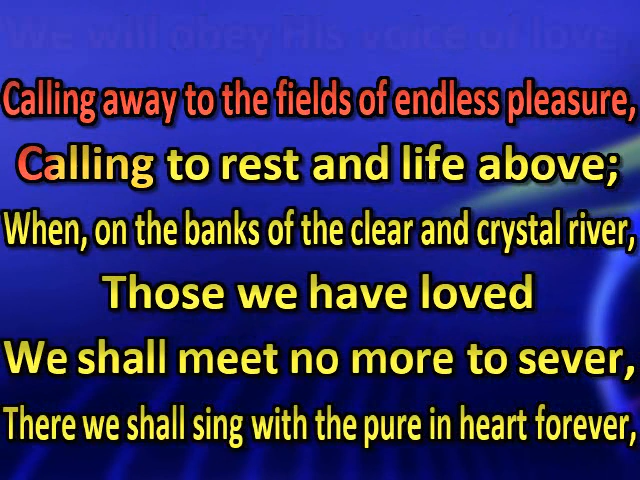 We will obey His voice of love,
Calling away to the fields of endless pleasure,
Calling to rest and life above;
When, on the banks of the clear and crystal river,
Those we have loved
We shall meet no more to sever,
There we shall sing with the pure in heart forever,